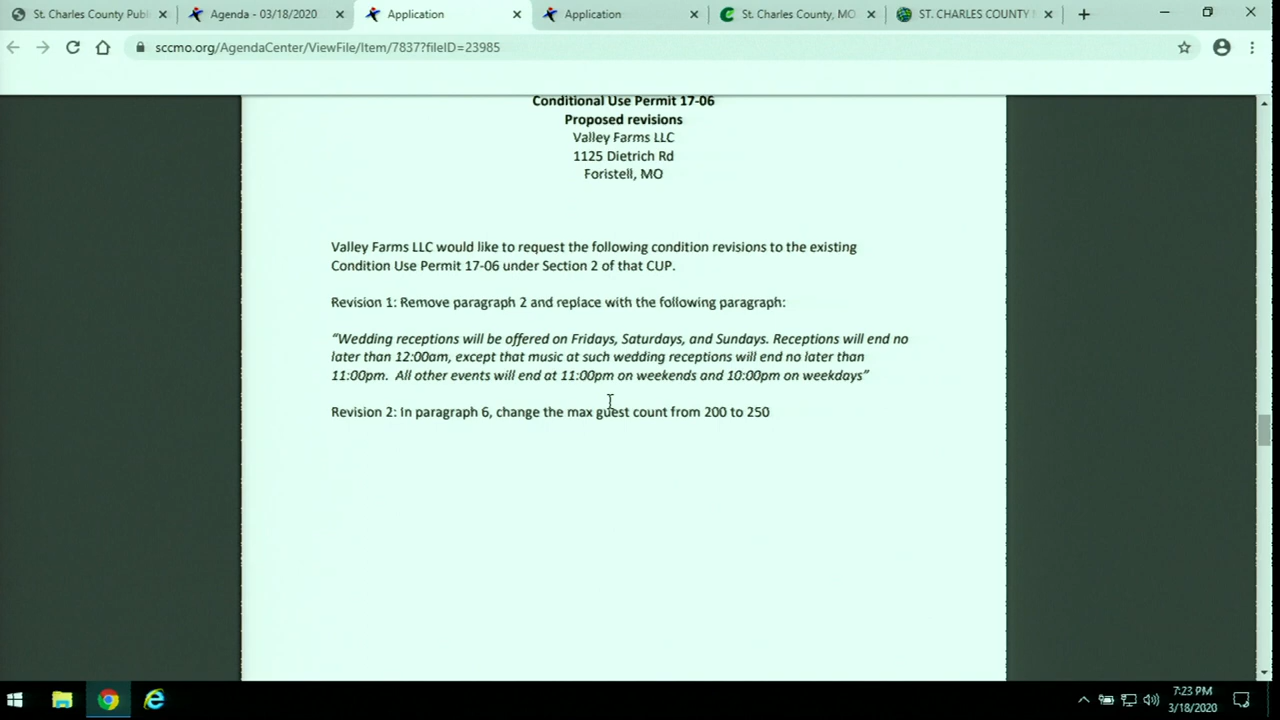 St. Charles County Publ
Agenda - 03/18/2020
Application
Application
St. Charles County, MO
ST. CHARLES COUNTY
sccmo.org/AgendaCenter/ViewFile/Item/7837?fileID=23985
Conditional Use Permit 17-06
Proposed revisions
Valley Farms LLC
1125 Dietrich Rd
Foristell, MO
Valley Farms LLC would like to request the following condition revisions to the existing
Condition Use Permit 17-06 under Section 2 of that CUP.
Revision 1: Remove paragraph 2 and replace with the following paragraph:
“Wedding receptions will be offered on Fridays, Saturdays, and Sundays. Receptions will end no
later than 12:00am, except that music at such wedding receptions will end no later than
11:00pm. All other events will end at 11:00pm on weekends and 10:00pm on weekdays”
Revision 2: In paragraph 6, change the max guest count from 200 to 250
7:23 PM
3/18/2020